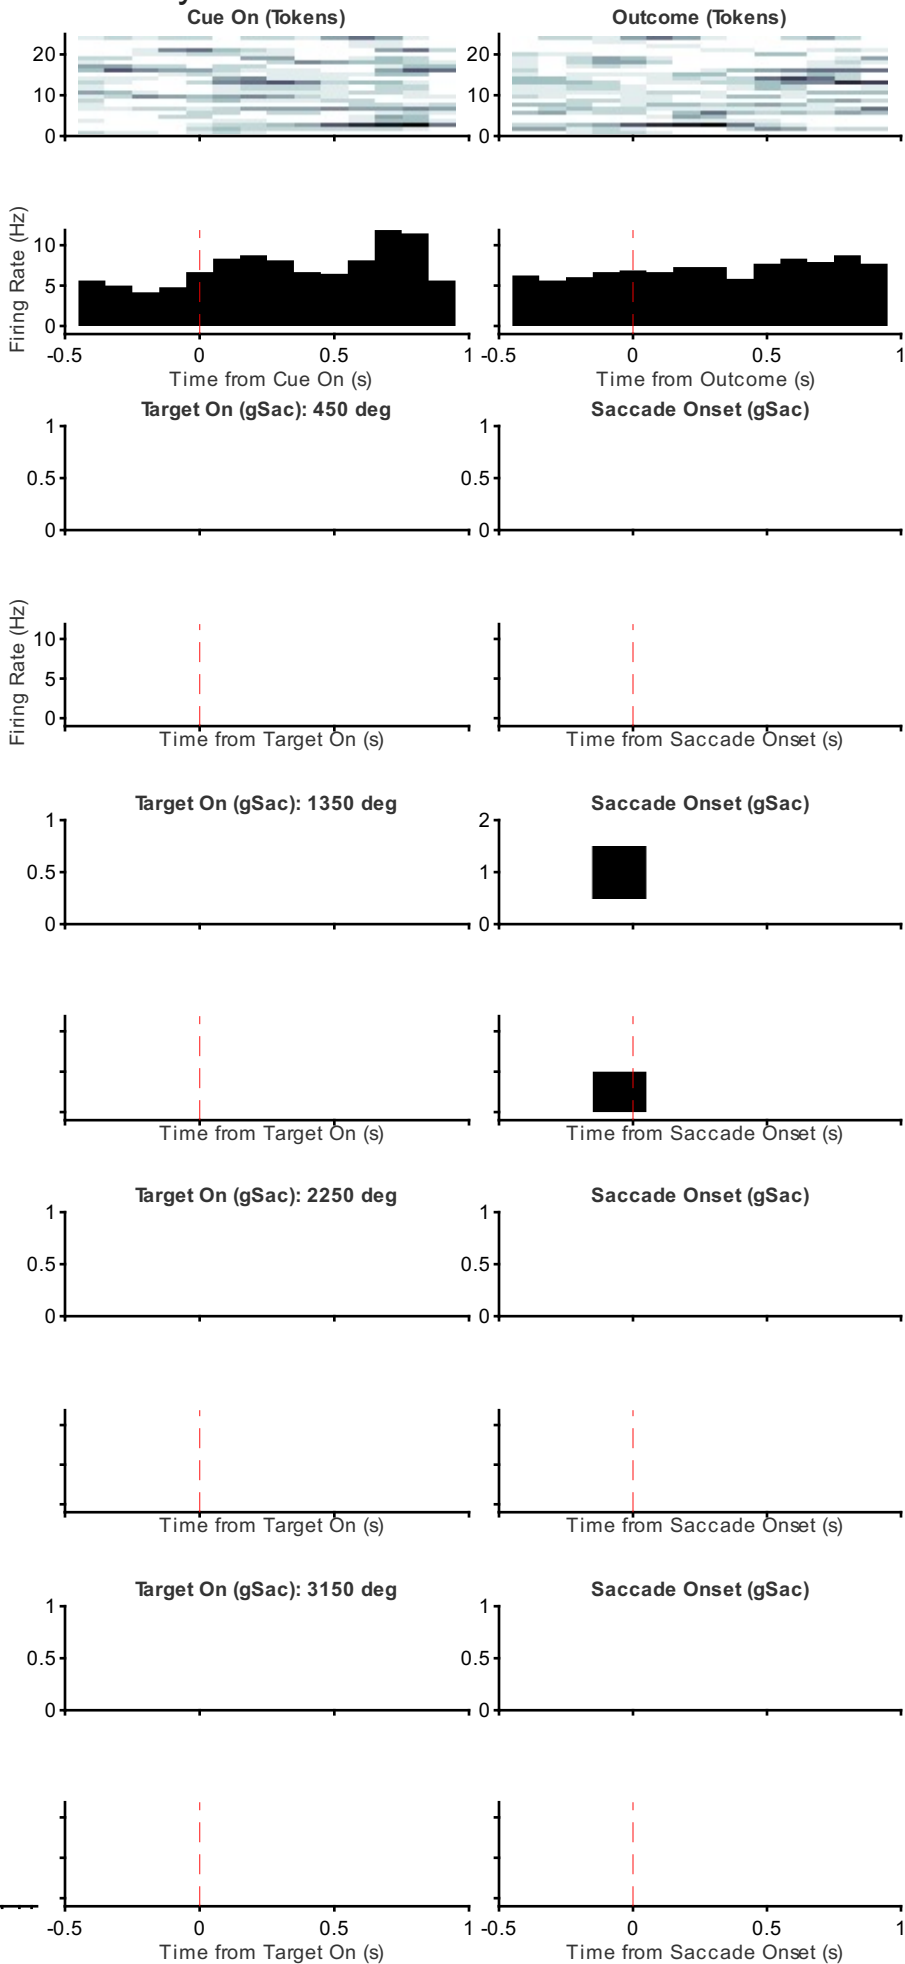 Cue On (Tokens) Outcome (Tokens)
20 20
10 10
0 0
Firing Rate (Hz)
10
5
0
-0.5 0 0.5 1 -0.5 0 0.5 1
Time from Cue On (s) Time from Outcome (s)
Target On (gSac): 450 deg Saccade Onset (gSac)
1 1
0.5 0.5
0 0
Firing Rate (Hz)
10
5
0
Time from Target On (s) Time from Saccade Onset (s)
Target On (gSac): 1350 deg Saccade Onset (gSac)
1 2
0.5 1
0 0
Time from Target On (s) Time from Saccade Onset (s)
Target On (gSac): 2250 deg Saccade Onset (gSac)
1 1
0.5 0.5
0 0
Time from Target On (s) Time from Saccade Onset (s)
Target On (gSac): 3150 deg Saccade Onset (gSac)
1 1
0.5 0.5
0 0
-0.5 0 0.5 1 -0.5 0 0.5 1
Time from Target On (s) Time from Saccade Onset (s)